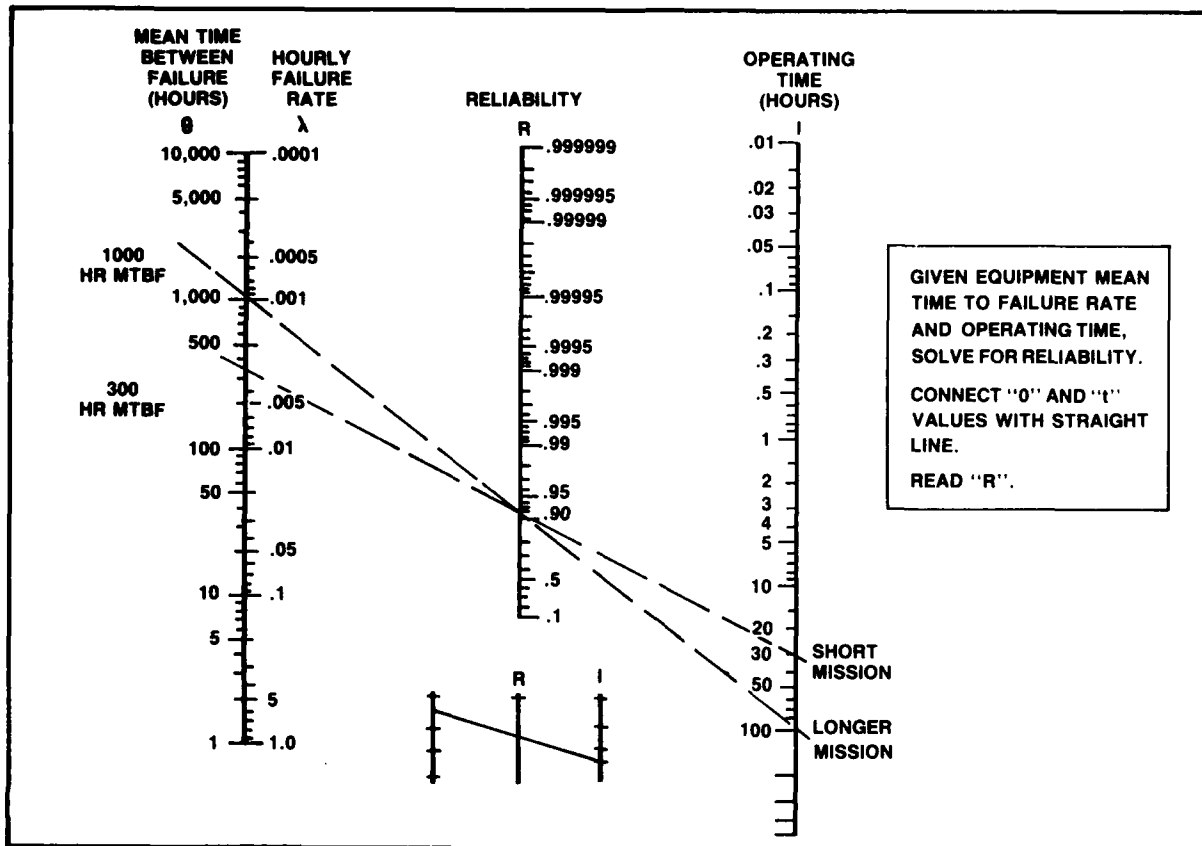 MEAN TIME
BETWEEN
FAILURE
(HOURS)
θ
HOURLY
FAILURE
RATE
λ
RELIABILITY
R
OPERATING
TIME
(HOURS)
I
10,000
5,000
1000
HR MTBF
1,000
500
300
HR MTBF
100
50
10
5
1
.0001
.0005
.001
.005
.01
.05
.1
5
1.0
.999999
.999995
.99999
.99995
.9995
.999
.995
.99
.95
.90
.5
.1
.01
.02
.03
.05
.1
.2
.3
.5
1
2
3
4
5
10
20
30
50
100
SHORT
MISSION
LONGER
MISSION
R
I
GIVEN EQUIPMENT MEAN
TIME TO FAILURE RATE
AND OPERATING TIME,
SOLVE FOR RELIABILITY.
CONNECT "0" AND "t"
VALUES WITH STRAIGHT
LINE.
READ "R".